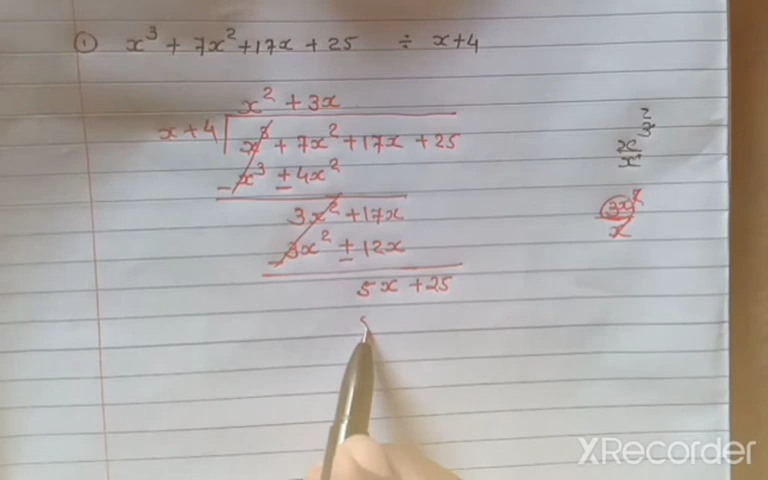 ① x³ + 7x² + 17x + 25 ÷ x+4
x² + 3x
x+4 x³ + 7x² + 17x + 25
- x³ ± 4x²
3x² + 17x
- 3x² ± 12x
5x + 25
5
x³
x
3x²
x
XRecorder